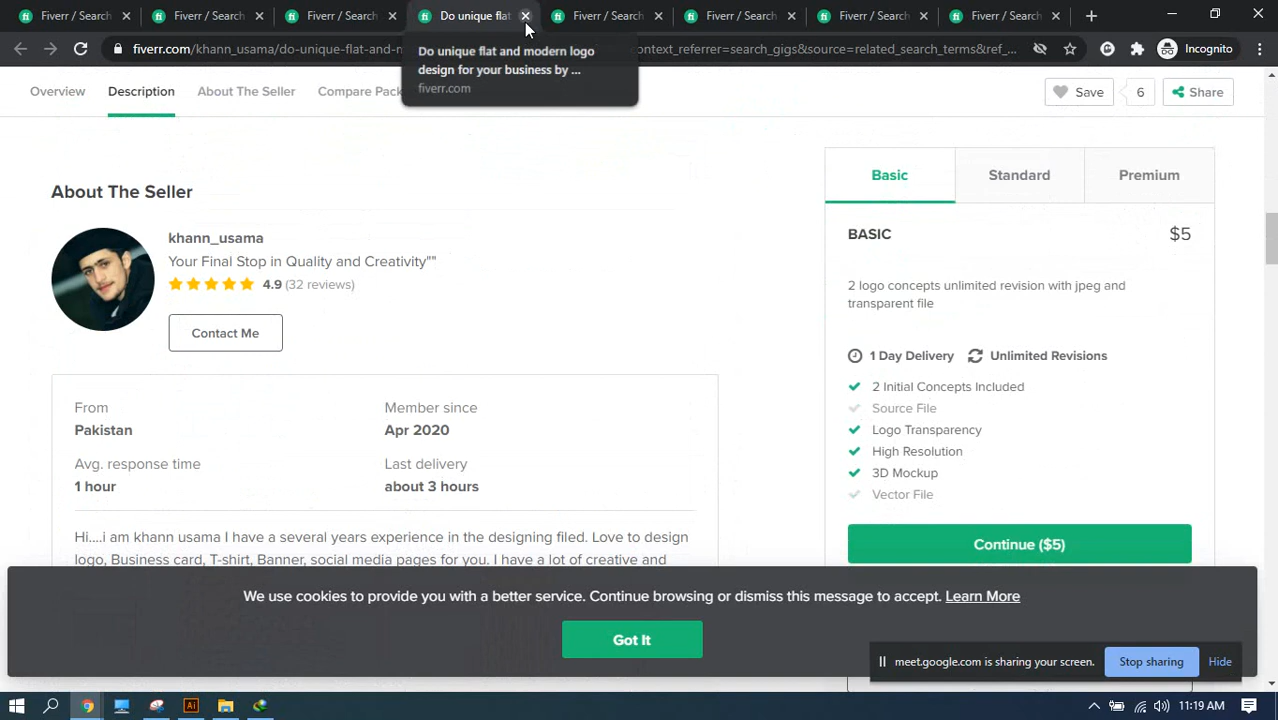 fi Fiverr / Search
fi Fiverr / Search
fi Fiverr / Search
fi Do unique flat
fi Fiverr / Search
fi Fiverr / Search
fi Fiverr / Search
fi Fiverr / Search
fiverr.com/khann_usama/do-unique-flat-and-m
ontext_referrer=search_gigs&source=related_search_terms&ref_...
Incognito
Do unique flat and modern logo
design for your business by ...
fiverr.com
Overview
Description
About The Seller
Compare Pack
Save
6
Share
About The Seller
khann_usama
Your Final Stop in Quality and Creativity""
4.9 (32 reviews)
Contact Me
From
Pakistan
Member since
Apr 2020
Avg. response time
1 hour
Last delivery
about 3 hours
Hi....i am khann usama I have a several years experience in the designing filed. Love to design
logo, Business card, T-shirt, Banner, social media pages for you. I have a lot of creative and
Basic
Standard
Premium
BASIC
$5
2 logo concepts unlimited revision with jpeg and
transparent file
1 Day Delivery
Unlimited Revisions
2 Initial Concepts Included
Source File
Logo Transparency
High Resolution
3D Mockup
Vector File
Continue ($5)
We use cookies to provide you with a better service. Continue browsing or dismiss this message to accept. Learn More
Got It
meet.google.com is sharing your screen.
Stop sharing
Hide
Ai
11:19 AM